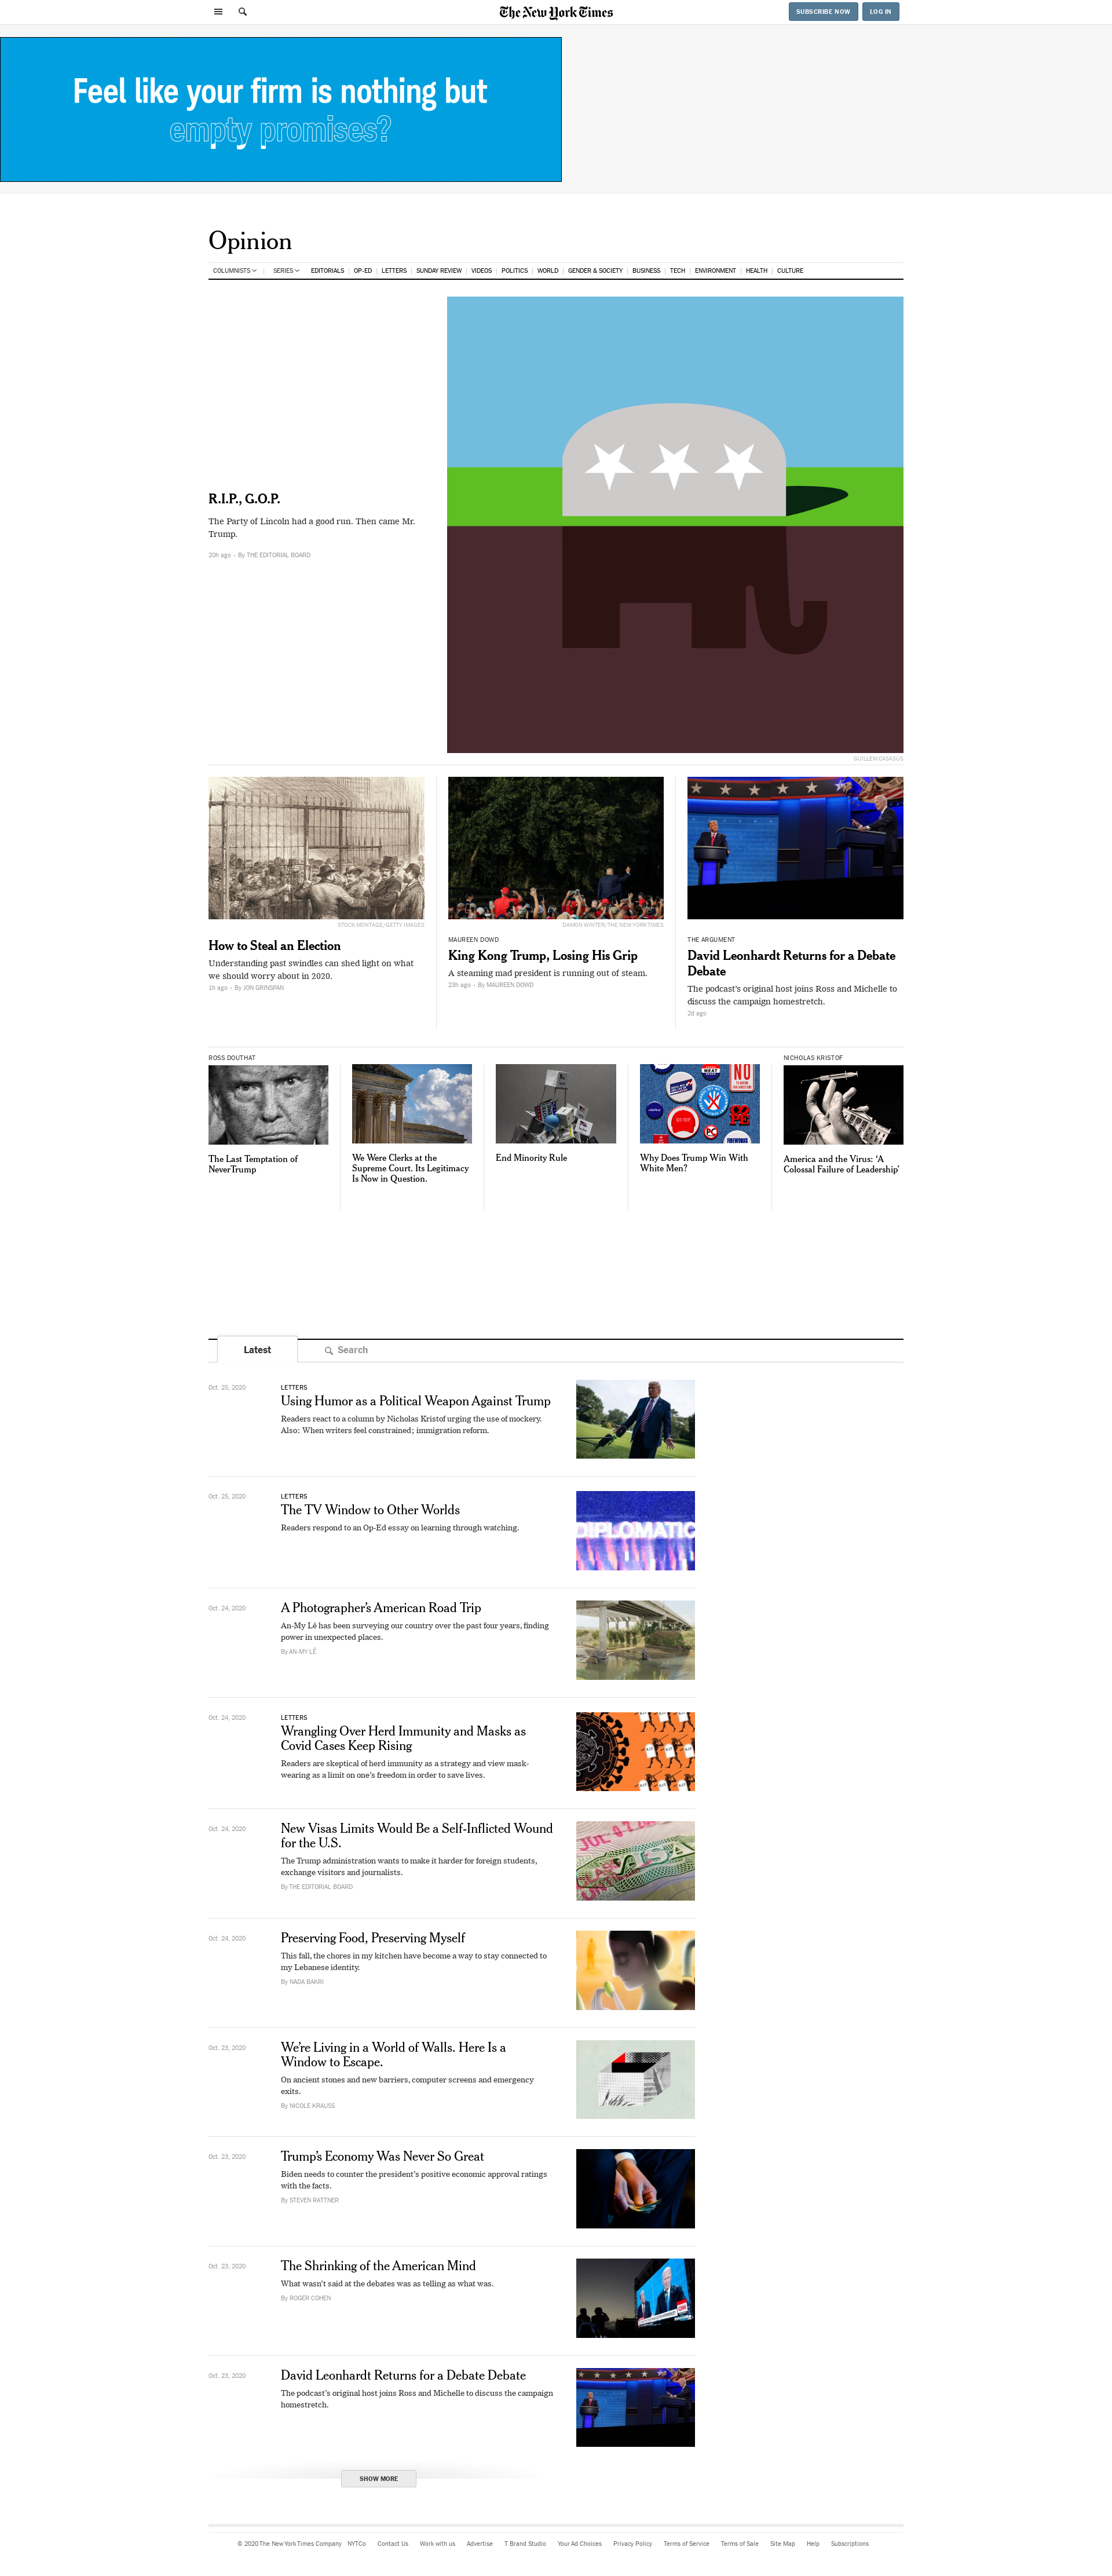 The New York Times
SUBSCRIBE NOW
LOG IN
Feel like your firm is nothing but
empty promises?
Opinion
COLUMNISTS
SERIES
EDITORIALS
OP-ED
LETTERS
SUNDAY REVIEW
VIDEOS
POLITICS
WORLD
GENDER & SOCIETY
BUSINESS
TECH
ENVIRONMENT
HEALTH
CULTURE
R.I.P., G.O.P.
The Party of Lincoln had a good run. Then came Mr.
Trump.
20h ago • By THE EDITORIAL BOARD
GUILLEM CASASÚS
STOCK MONTAGE/GETTY IMAGES
How to Steal an Election
Understanding past swindles can shed light on what
we should worry about in 2020.
1h ago • By JON GRINSPAN
DAMON WINTER/THE NEW YORK TIMES
MAUREEN DOWD
King Kong Trump, Losing His Grip
A steaming mad president is running out of steam.
23h ago • By MAUREEN DOWD
THE ARGUMENT
David Leonhardt Returns for a Debate
Debate
The podcast’s original host joins Ross and Michelle to
discuss the campaign homestretch.
2d ago
ROSS DOUTHAT
The Last Temptation of
NeverTrump
We Were Clerks at the
Supreme Court. Its Legitimacy
Is Now in Question.
End Minority Rule
NO
FIREWORKS
Why Does Trump Win With
White Men?
NICHOLAS KRISTOF
America and the Virus: ‘A
Colossal Failure of Leadership’
Latest
Search
Oct. 25, 2020
LETTERS
Using Humor as a Political Weapon Against Trump
Readers react to a column by Nicholas Kristof urging the use of mockery.
Also: When writers feel constrained; immigration reform.
Oct. 25, 2020
LETTERS
The TV Window to Other Worlds
Readers respond to an Op-Ed essay on learning through watching.
DIPLOMATIC
Oct. 24, 2020
A Photographer’s American Road Trip
An-My Lê has been surveying our country over the past four years, finding
power in unexpected places.
By AN-MY LÊ
Oct. 24, 2020
LETTERS
Wrangling Over Herd Immunity and Masks as
Covid Cases Keep Rising
Readers are skeptical of herd immunity as a strategy and view mask-
wearing as a limit on one’s freedom in order to save lives.
Oct. 24, 2020
New Visas Limits Would Be a Self-Inflicted Wound
for the U.S.
The Trump administration wants to make it harder for foreign students,
exchange visitors and journalists.
By THE EDITORIAL BOARD
VISA
Oct. 24, 2020
Preserving Food, Preserving Myself
This fall, the chores in my kitchen have become a way to stay connected to
my Lebanese identity.
By NADA BAKRI
Oct. 23, 2020
We’re Living in a World of Walls. Here Is a
Window to Escape.
On ancient stones and new barriers, computer screens and emergency
exits.
By NICOLE KRAUSS
Oct. 23, 2020
Trump’s Economy Was Never So Great
Biden needs to counter the president’s positive economic approval ratings
with the facts.
By STEVEN RATTNER
Oct. 23, 2020
The Shrinking of the American Mind
What wasn’t said at the debates was as telling as what was.
By ROGER COHEN
CNN
Oct. 23, 2020
David Leonhardt Returns for a Debate Debate
The podcast’s original host joins Ross and Michelle to discuss the campaign
homestretch.
SHOW MORE
© 2020 The New York Times Company
NYTCo
Contact Us
Work with us
Advertise
T Brand Studio
Your Ad Choices
Privacy Policy
Terms of Service
Terms of Sale
Site Map
Help
Subscriptions